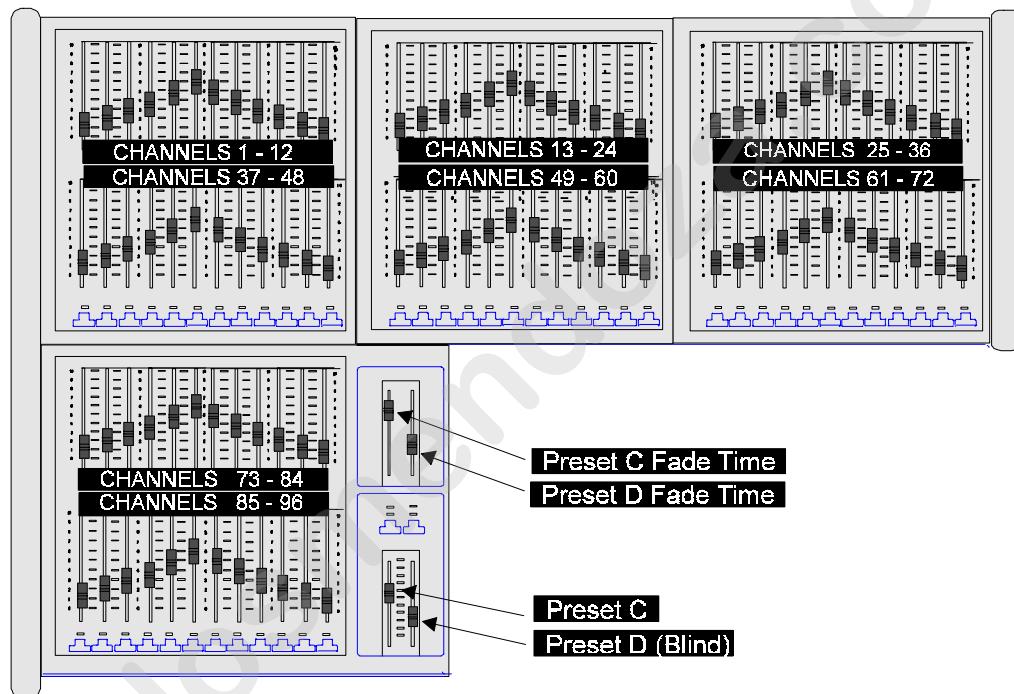 CHANNELS 1 - 12
CHANNELS 37 - 48
CHANNELS 13 - 24
CHANNELS 49 - 60
CHANNELS 25 - 36
CHANNELS 61 - 72
CHANNELS 73 - 84
CHANNELS 85 - 96
Preset C Fade Time
Preset D Fade Time
Preset C
Preset D (Blind)